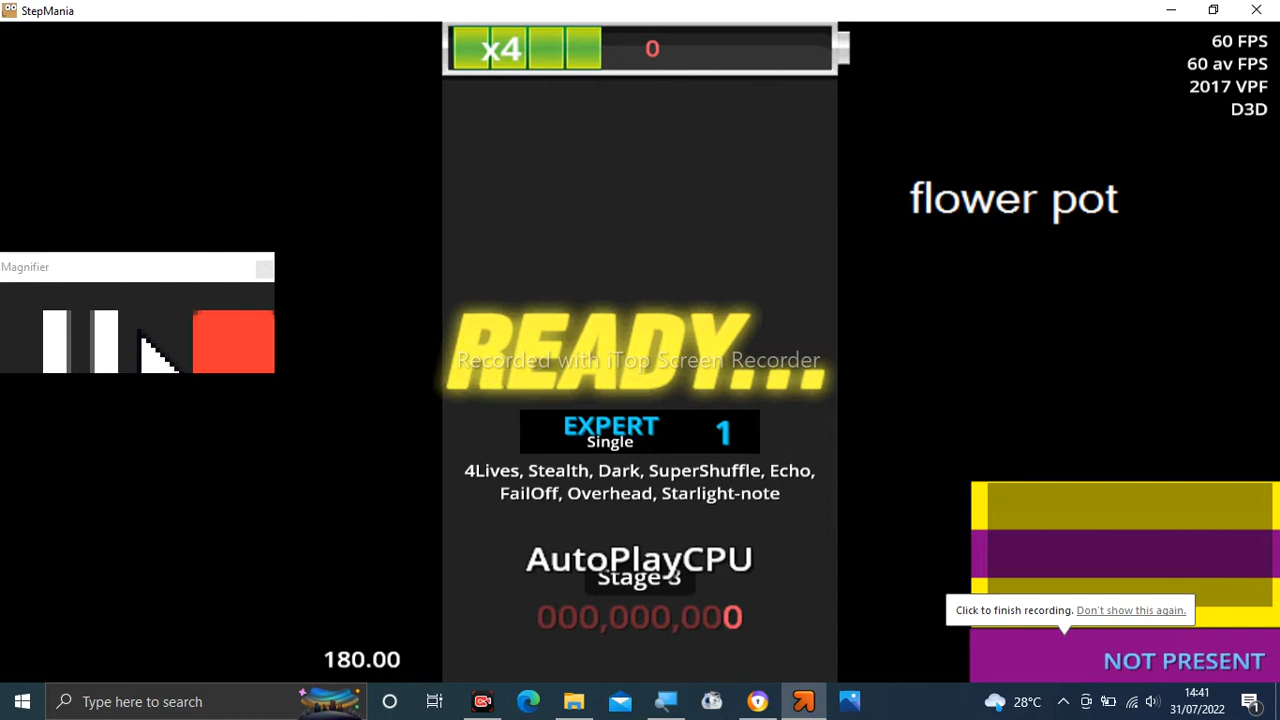 StepMania
x4
0
60 FPS
60 av FPS
2017 VPF
D3D
flower pot
Magnifier
READY...
Recorded with iTop Screen Recorder
EXPERT 1
Single
4Lives, Stealth, Dark, SuperShuffle, Echo,
FailOff, Overhead, Starlight-note
AutoPlayCPU
Stage 3
000,000,000
Click to finish recording. Don't show this again.
180.00
NOT PRESENT
Type here to search
28°C
14:41
31/07/2022
1